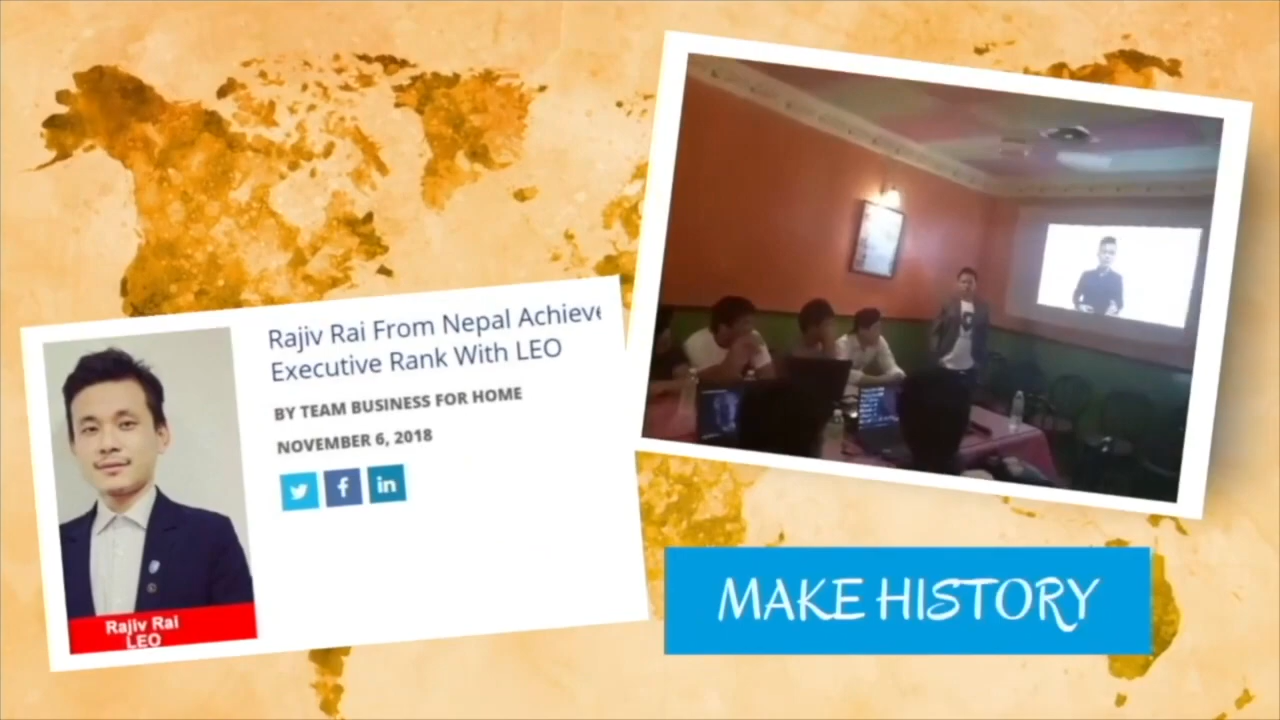 Rajiv Rai From Nepal Achieve
Executive Rank With LEO
BY TEAM BUSINESS FOR HOME
NOVEMBER 6, 2018
f
in
Rajiv Rai
LEO
MAKE HISTORY